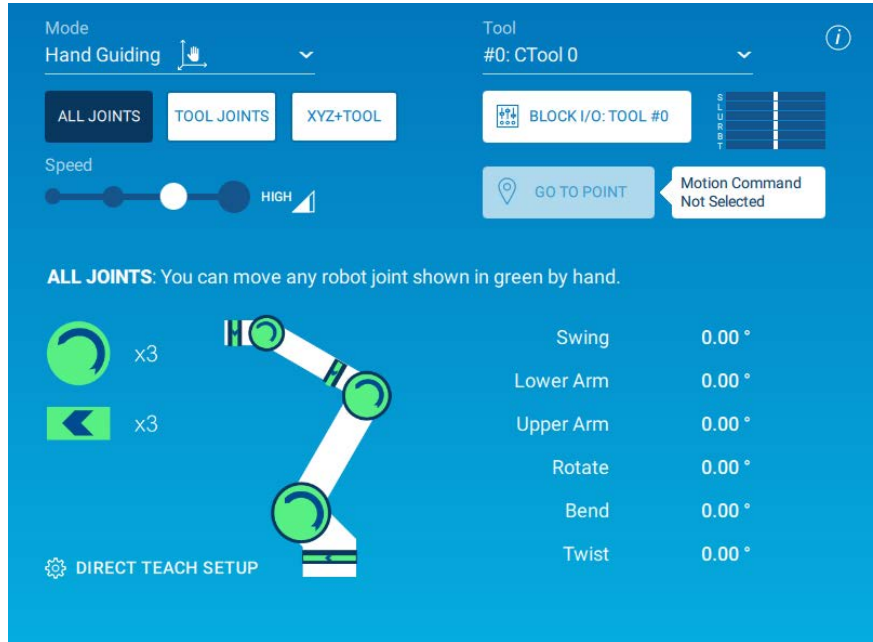 Mode
Hand Guiding
Tool
#0: CTool 0
i
ALL JOINTS
TOOL JOINTS
XYZ+TOOL
BLOCK I/O: TOOL #0
S
L
U
R
B
T
Speed
HIGH
GO TO POINT
Motion Command
Not Selected
ALL JOINTS: You can move any robot joint shown in green by hand.
x3
x3
Swing 0.00 °
Lower Arm 0.00 °
Upper Arm 0.00 °
Rotate 0.00 °
Bend 0.00 °
Twist 0.00 °
DIRECT TEACH SETUP